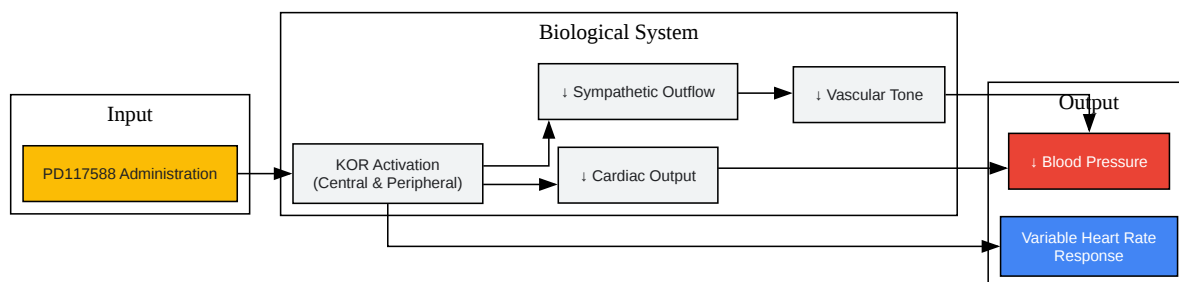 Biological System
↓ Sympathetic Outflow
↓ Vascular Tone
Input
Output
PD117588 Administration
KOR Activation
(Central & Peripheral)
↓ Cardiac Output
↓ Blood Pressure
Variable Heart Rate
Response